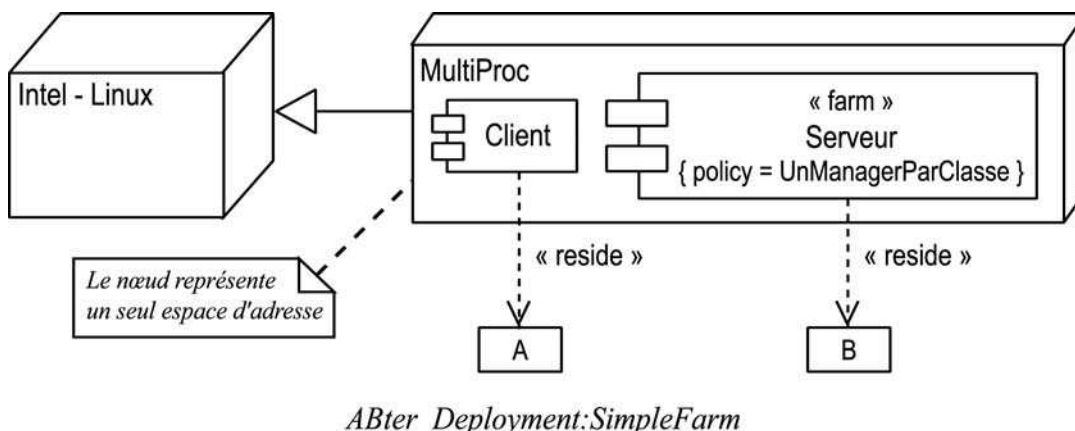 Intel - Linux
MultiProc
Client
« farm »
Serveur
{ policy = UnManagerParClasse }
« reside »
« reside »
Le nœud représente
un seul espace d'adresse
A
B
ABter Deployment:SimpleFarm